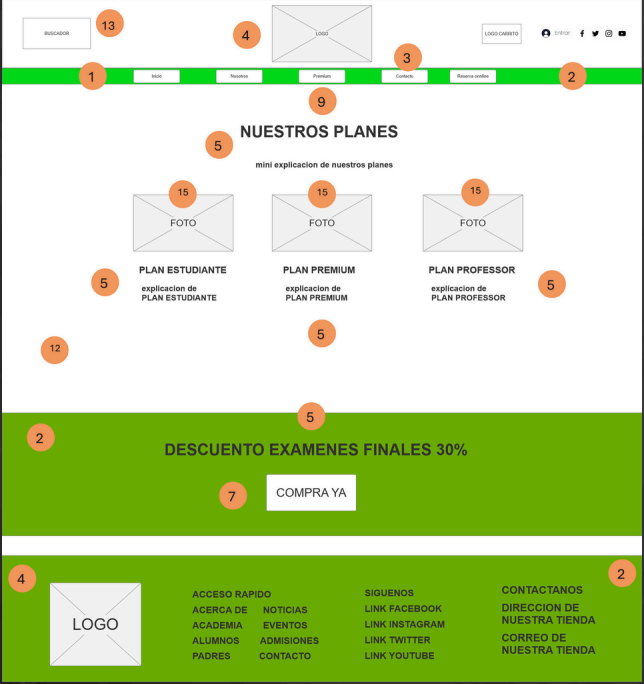 13
BUSCADOR
4
LOGO
LOGO CARRITO
Entrar
3
1
Inicio
Nosotros
Premium
Contacto
Reserva onnline
2
9
NUESTROS PLANES
5
mini explicacion de nuestros planes
15
15
15
FOTO
FOTO
FOTO
PLAN ESTUDIANTE
PLAN PREMIUM
PLAN PROFESSOR
5
explicacion de
PLAN ESTUDIANTE
explicacion de
PLAN PREMIUM
explicacion de
PLAN PROFESSOR
5
5
12
5
2
DESCUENTO EXAMENES FINALES 30%
7
COMPRA YA
4
2
LOGO
ACCESO RAPIDO
ACERCA DE NOTICIAS
ACADEMIA EVENTOS
ALUMNOS ADMISIONES
PADRES CONTACTO
SIGUENOS
LINK FACEBOOK
LINK INSTAGRAM
LINK TWITTER
LINK YOUTUBE
CONTACTANOS
DIRECCION DE
NUESTRA TIENDA
CORREO DE
NUESTRA TIENDA